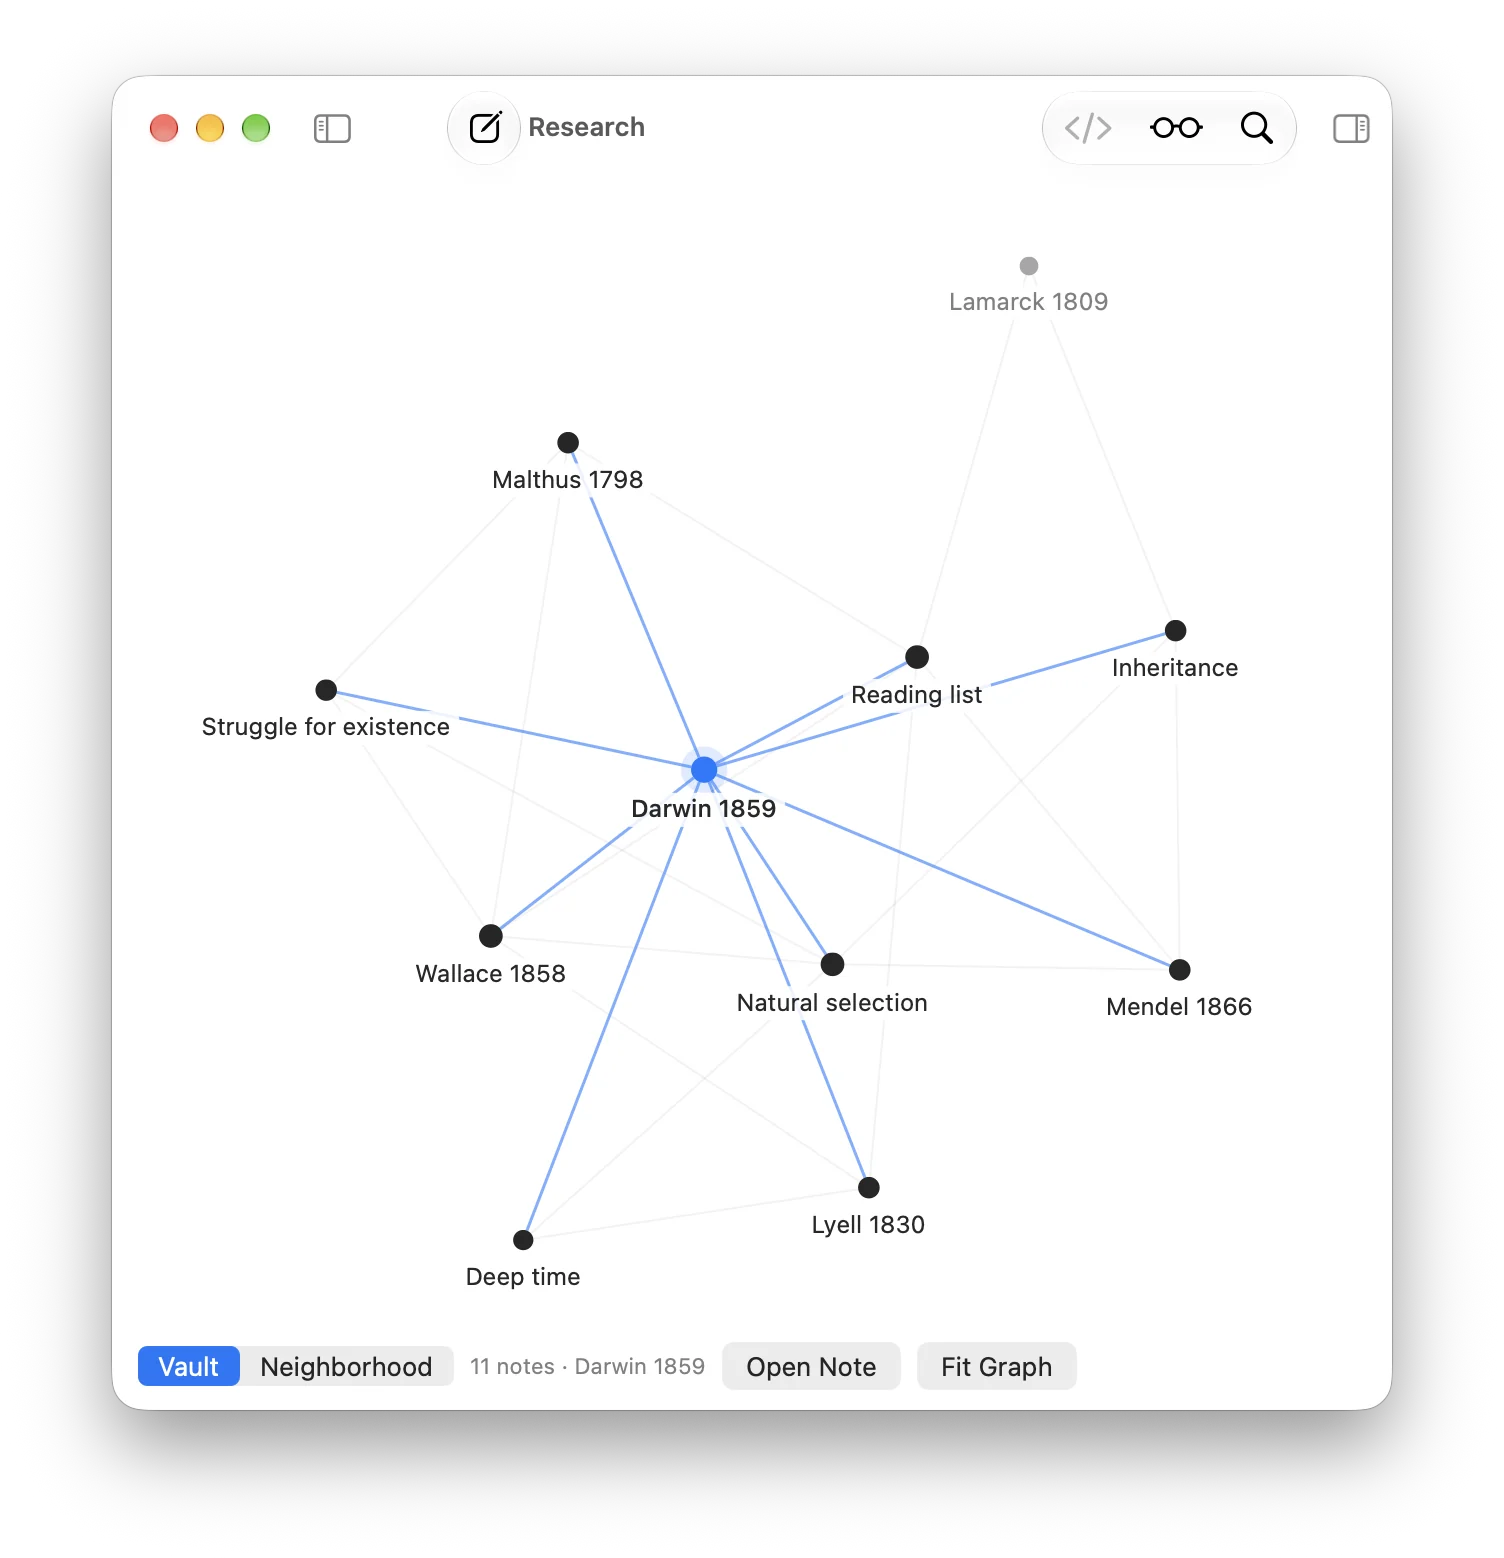 Research
Lamarck 1809
Malthus 1798
Inheritance
Reading list
Struggle for existence
Darwin 1859
Wallace 1858
Natural selection
Mendel 1866
Lyell 1830
Deep time
Vault Neighborhood 11 notes · Darwin 1859 Open Note Fit Graph